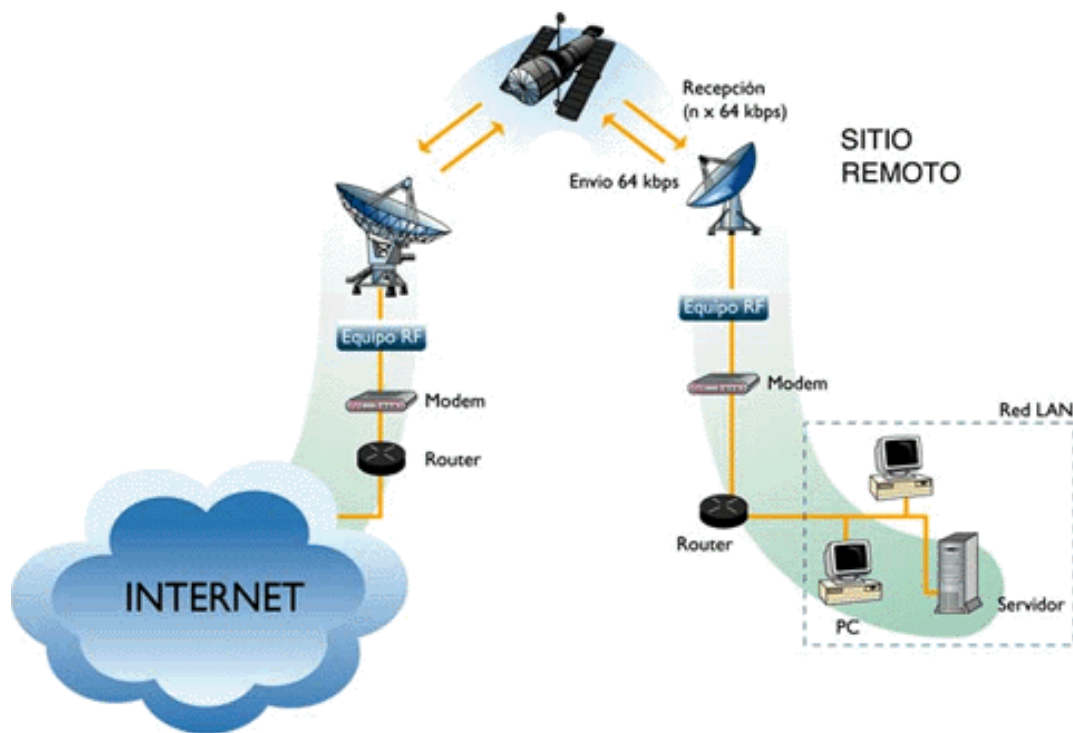 Recepción
(n x 64 kbps)
SITIO
REMOTO
Envio 64 kbps
Equipo RF
Modem
Router
INTERNET
Equipo RF
Modem
Red LAN
Router
PC
Servidor